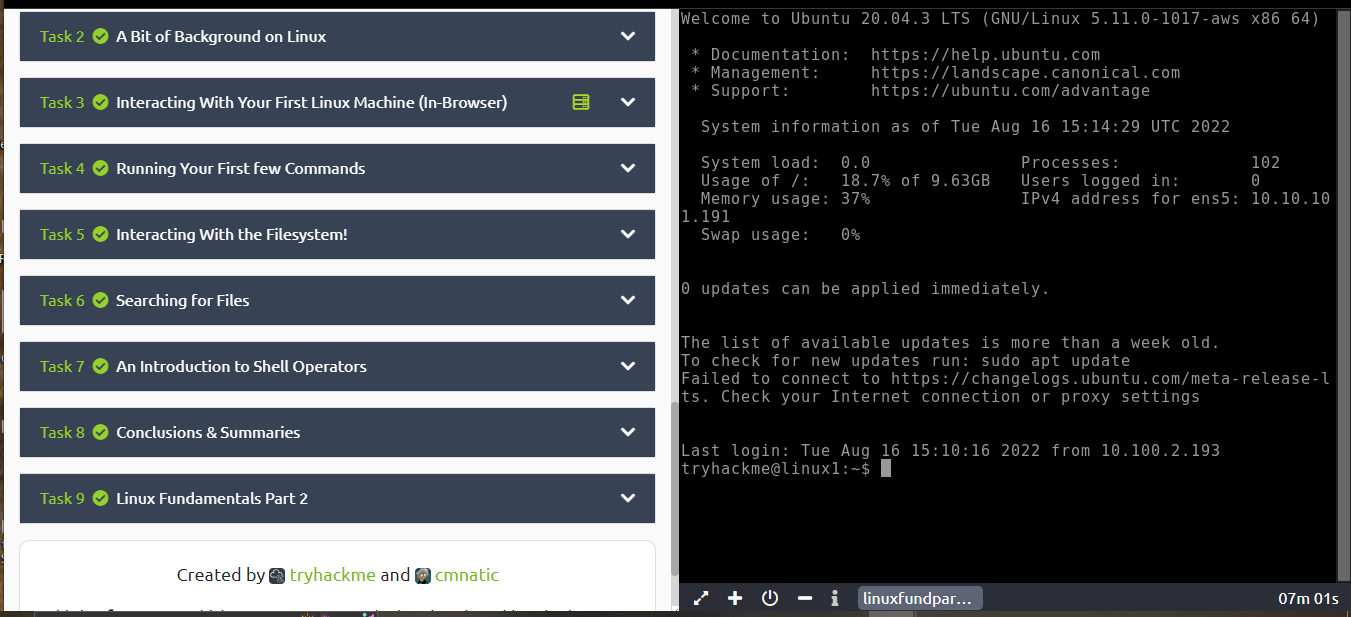 Task 2 A Bit of Background on Linux
Task 3 Interacting With Your First Linux Machine (In-Browser)
Task 4 Running Your First few Commands
Task 5 Interacting With the Filesystem!
Task 6 Searching for Files
Task 7 An Introduction to Shell Operators
Task 8 Conclusions & Summaries
Task 9 Linux Fundamentals Part 2
Created by tryhackme and cmnatic
Welcome to Ubuntu 20.04.3 LTS (GNU/Linux 5.11.0-1017-aws x86 64)
* Documentation: https://help.ubuntu.com
* Management: https://landscape.canonical.com
* Support: https://ubuntu.com/advantage
System information as of Tue Aug 16 15:14:29 UTC 2022
System load: 0.0 Processes: 102
Usage of /: 18.7% of 9.63GB Users logged in: 0
Memory usage: 37% IPv4 address for ens5: 10.10.10
1.191
Swap usage: 0%
0 updates can be applied immediately.
The list of available updates is more than a week old.
To check for new updates run: sudo apt update
Failed to connect to https://changelogs.ubuntu.com/meta-release-l
ts. Check your Internet connection or proxy settings
Last login: Tue Aug 16 15:10:16 2022 from 10.100.2.193
tryhackme@linux1:~$
linuxfundpar...
07m 01s